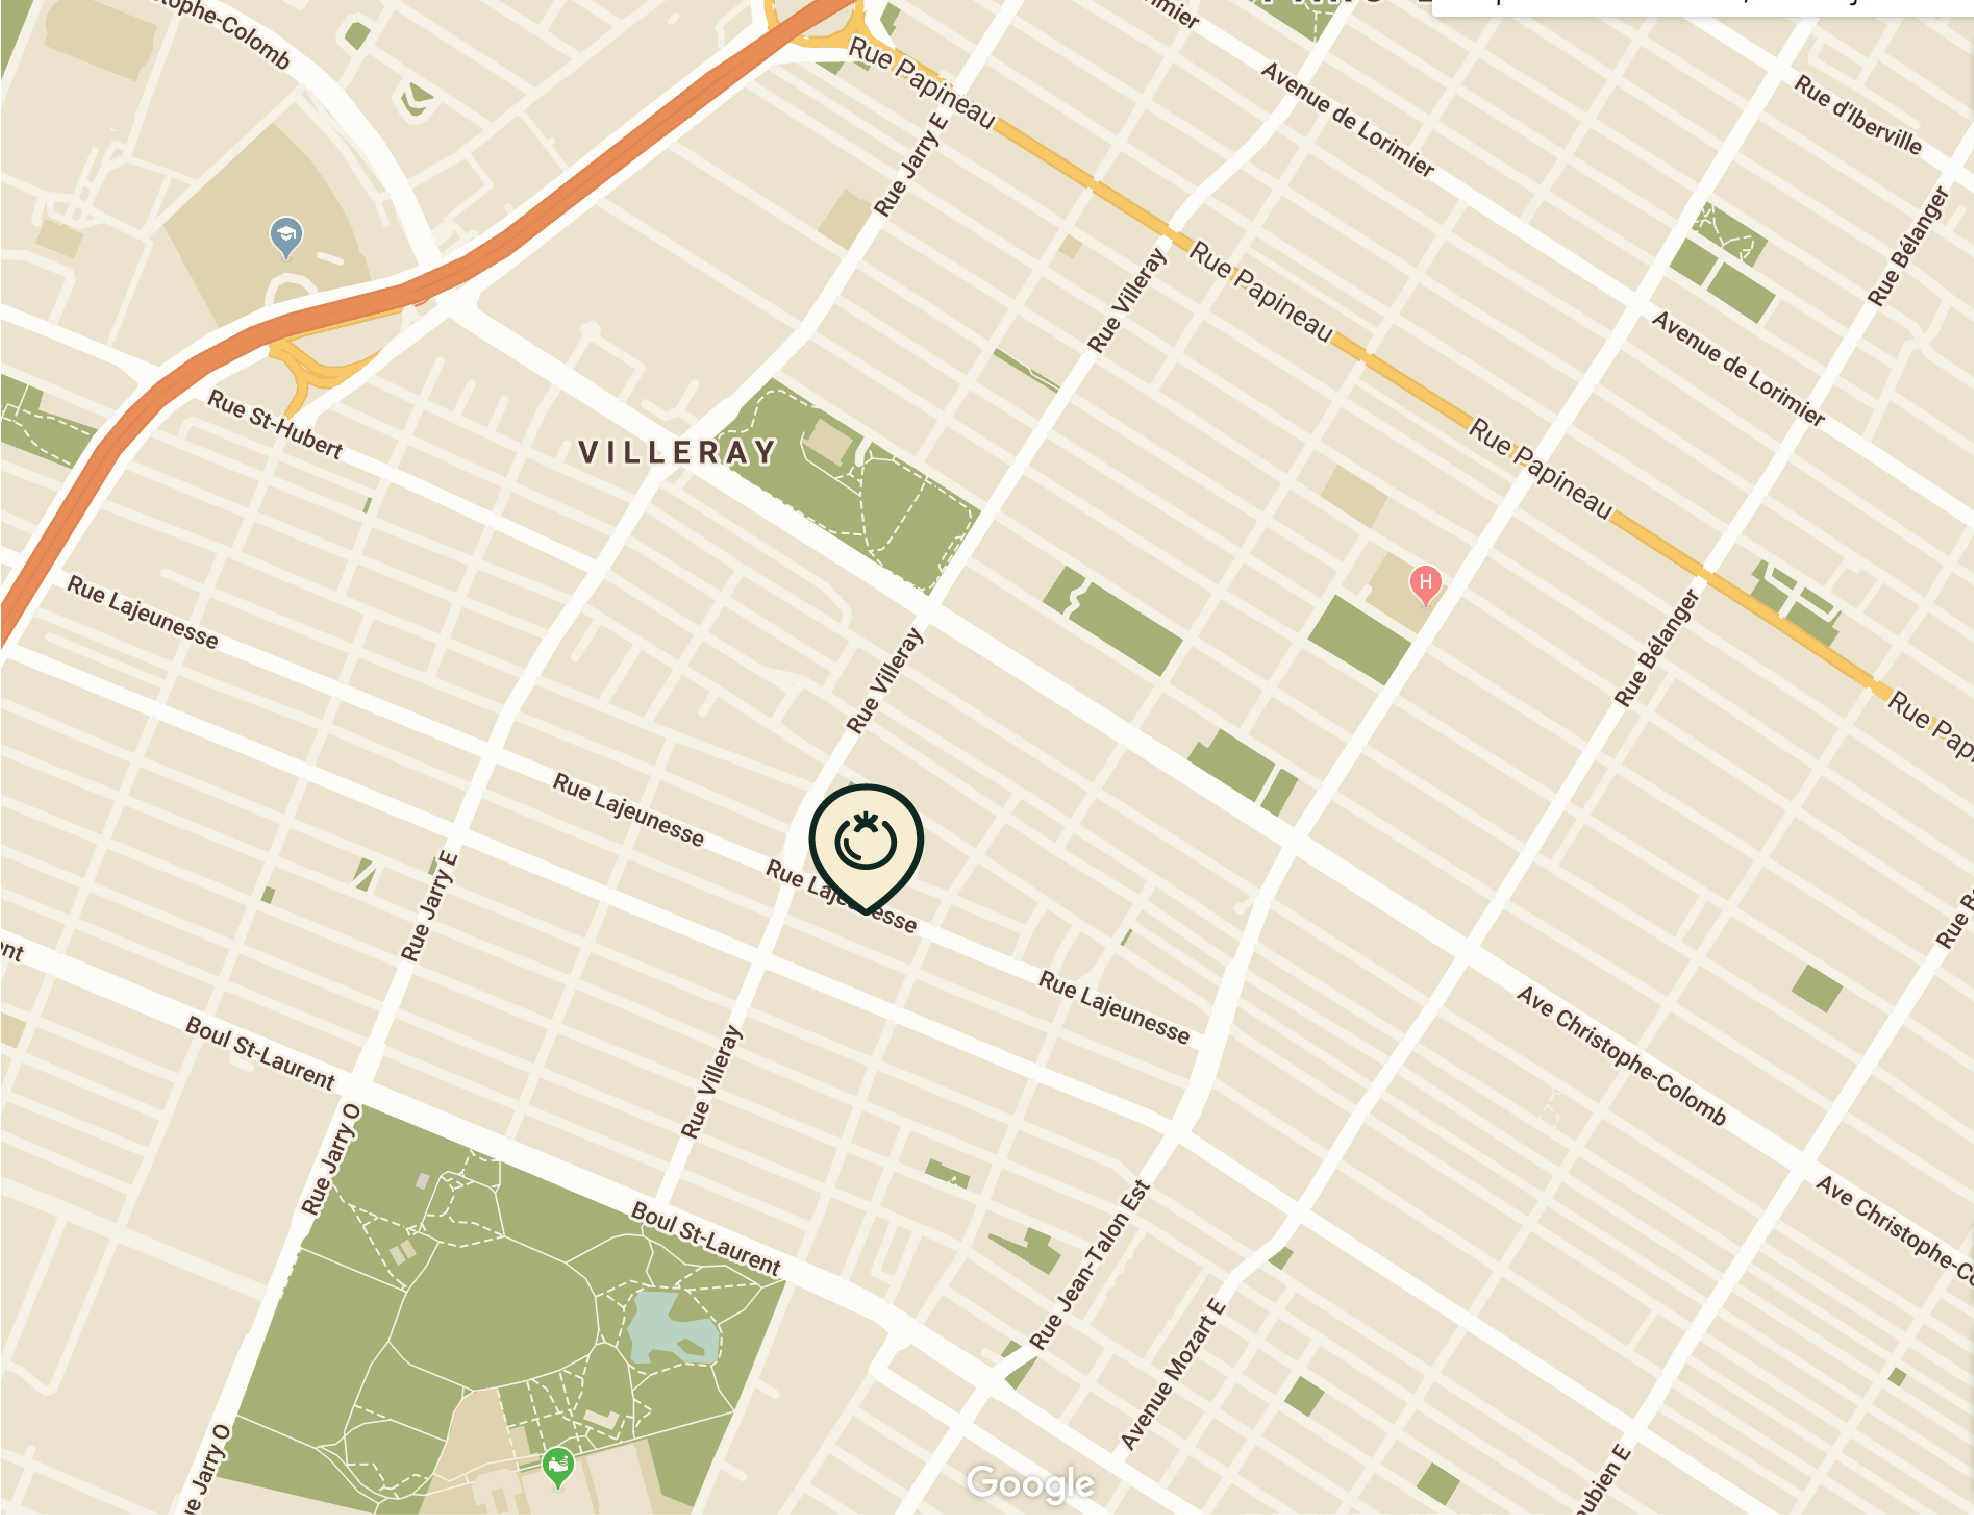 Rue Papineau
Avenue de Lorimier
Rue d'Iberville
Rue Jarry E
Rue Bélanger
Rue Villeray
Rue Papineau
Avenue de Lorimier
Rue St-Hubert
VILLERAY
Rue Papineau
H
Rue Lajeunesse
Rue Bélanger
Rue Villeray
Rue Lajeunesse
Rue Lajeunesse
Rue Jarry E
Rue Lajeunesse
Ave Christophe-Colomb
Boul St-Laurent
Rue Villeray
Rue Jarry O
Ave Christophe-Co
Boul St-Laurent
Rue Jean-Talon Est
Avenue Mozart E
Google